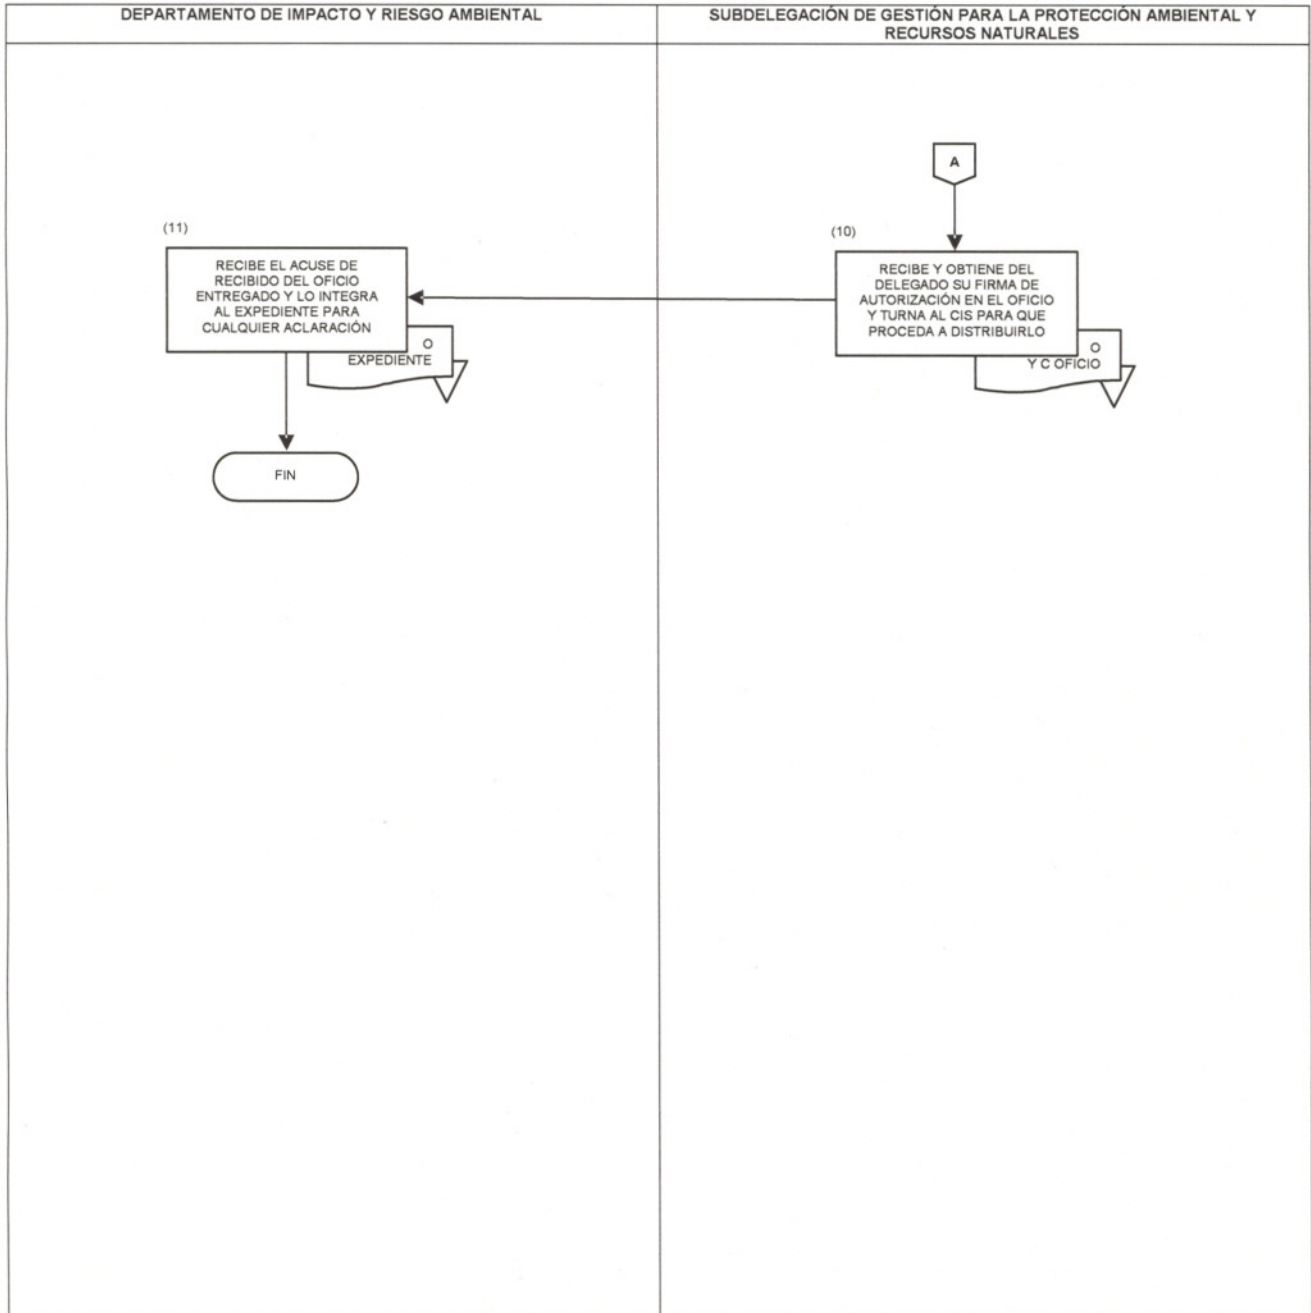 DEPARTAMENTO DE IMPACTO Y RIESGO AMBIENTAL
SUBDELEGACIÓN DE GESTIÓN PARA LA PROTECCIÓN AMBIENTAL Y
RECURSOS NATURALES
A
(10)
RECIBE Y OBTIENE DEL
DELEGADO SU FIRMA DE
AUTORIZACIÓN EN EL OFICIO
Y TURNA AL CIS PARA QUE
PROCEDA A DISTRIBUIRLO
O
Y C OFICIO
(11)
RECIBE EL ACUSE DE
RECIBIDO DEL OFICIO
ENTREGADO Y LO INTEGRA
AL EXPEDIENTE PARA
CUALQUIER ACLARACIÓN
O
EXPEDIENTE
FIN